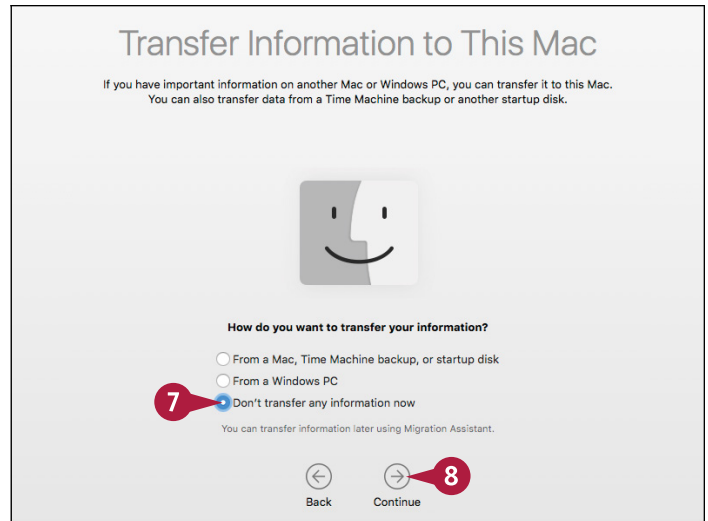 Transfer Information to This Mac
If you have important information on another Mac or Windows PC, you can transfer it to this Mac.
You can also transfer data from a Time Machine backup or another startup disk.
How do you want to transfer your information?
From a Mac, Time Machine backup, or startup disk
From a Windows PC
7 Don't transfer any information now
You can transfer information later using Migration Assistant.
8
Back Continue